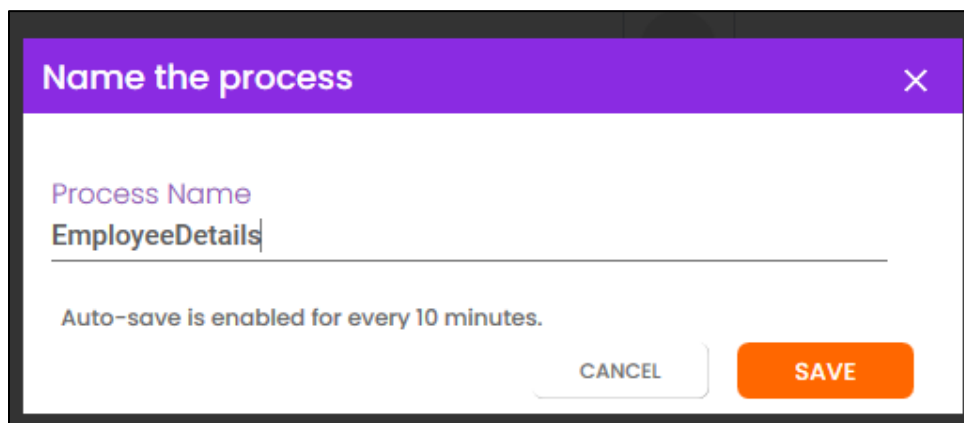 Name the process
Process Name
EmployeeDetails
Auto-save is enabled for every 10 minutes.
CANCEL SAVE